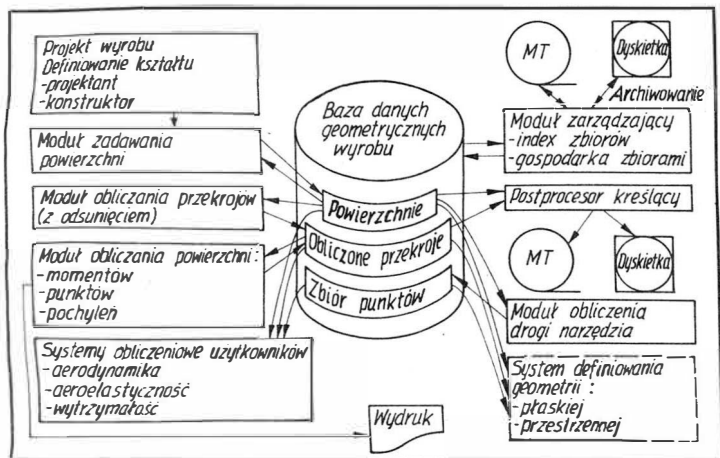 Projekt wyrobu
Definiowanie kształtu
-projektant
-konstruktor
Moduł zadawania
powierzchni
Moduł obliczania przekrojów
(z odsunięciem)
Moduł obliczania powierzchni:
-momentów
-punktów
-pochyleń
Systemy obliczeniowe użytkowników
-aerodynamika
-aeroelastyczność
-wytrzymałość
Baza danych
geometrycznych
wyrobu
Powierzchnie
Obliczone przekroje
Zbiór punktów
Wydruk
MT
Dyskietka
Archiwowanie
Moduł zarządzający
-index zbiorów
-gospodarka zbiorami
Postprocesor kreślący
MT
Dyskietka
Moduł obliczenia
drogi narzędzia
System definiowania
geometrii :
-płaskiej
-przestrzennej